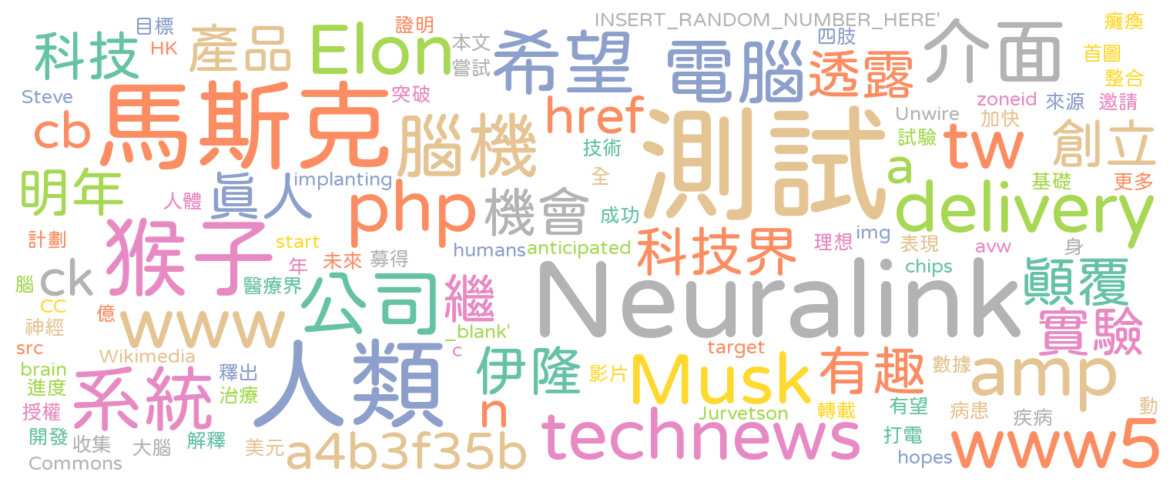 目標
證明
INSERT_RANDOM_NUMBER_HERE'
癱瘓
科技
HK
產品
Elon
本文
嘗試
希望
電腦
四肢
透露
介面
首圖
整合
Steve
突破
cb
馬斯克
腦機
href
測試
Unwire
zoneid
加快
來源
邀請
試驗
tw
創立
技術
明年
人體
真人
implanting
php
機會
全
成功
a
delivery
基礎
更多
計劃
猴子
start
年
未來
募得
humans
anticipated
科技界
理想
img
表現
avw
身
腦
ck
醫療界
公司
繼
Neuralink
chips
顛覆
CC
億
神經
www
_blank'
c
實驗
src
Wikimedia
人類
伊隆
target
有趣
數據
amp
brain
進度
系統
釋出
治療
影片
Musk
授權
n
Jurvetson
轉載
有望
病患
疾病
動
開發
收集
大腦
解釋
美元
a4b3f35b
technews
打電
www5
Commons
hopes